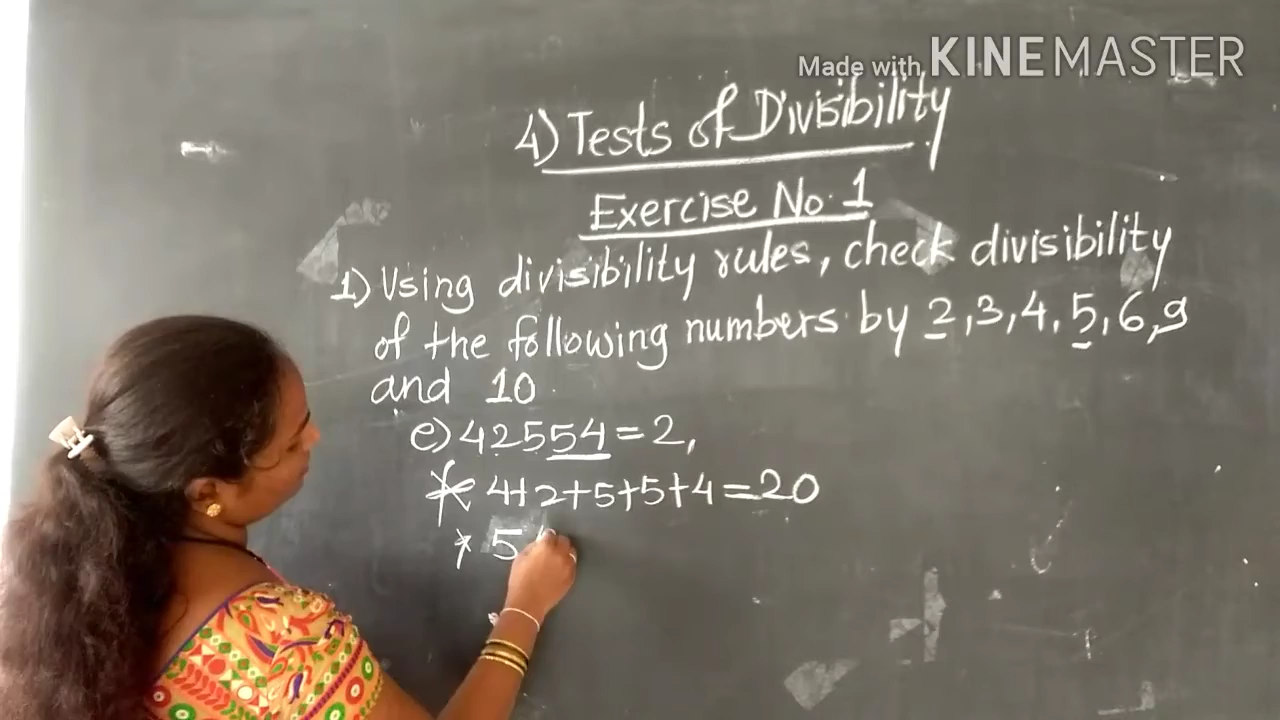 Made with KINEMASTER
4) Tests of Divisibility
Exercise No. 1
1) Using divisibility rules, check divisibility
of the following numbers by 2,3,4,5,6,9
and 10.
e) 42554 = 2,
* 4+2+5+5+4=20
* 5